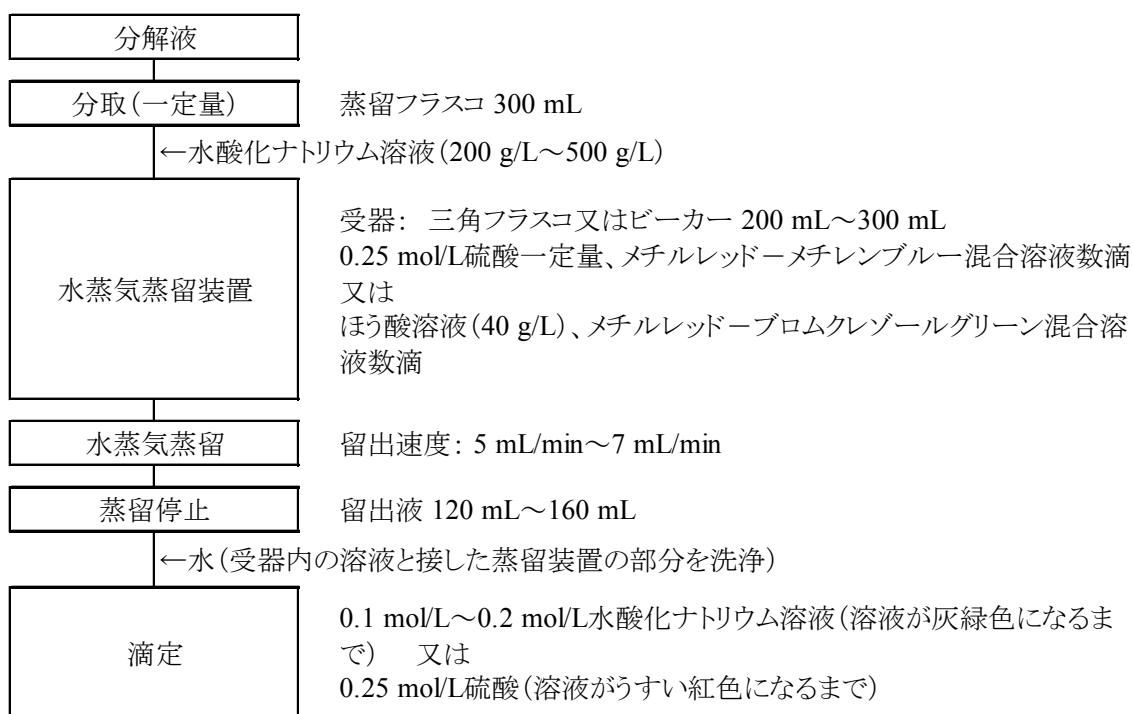 分解液
分取(一定量) 蒸留フラスコ 300 mL
←水酸化ナトリウム溶液(200 g/L～500 g/L)
水蒸気蒸留装置
受器: 三角フラスコ又はビーカー 200 mL～300 mL
0.25 mol/L硫酸一定量、メチルレッド－メチレンブルー混合溶液数滴
又は
ほう酸溶液(40 g/L)、メチルレッド－ブロムクレゾールグリーン混合溶
液数滴
水蒸気蒸留 留出速度: 5 mL/min～7 mL/min
蒸留停止 留出液 120 mL～160 mL
←水(受器内の溶液と接した蒸留装置の部分を洗浄)
滴定
0.1 mol/L～0.2 mol/L水酸化ナトリウム溶液(溶液が灰緑色になるま
で) 又は
0.25 mol/L硫酸(溶液がうすい紅色になるまで)